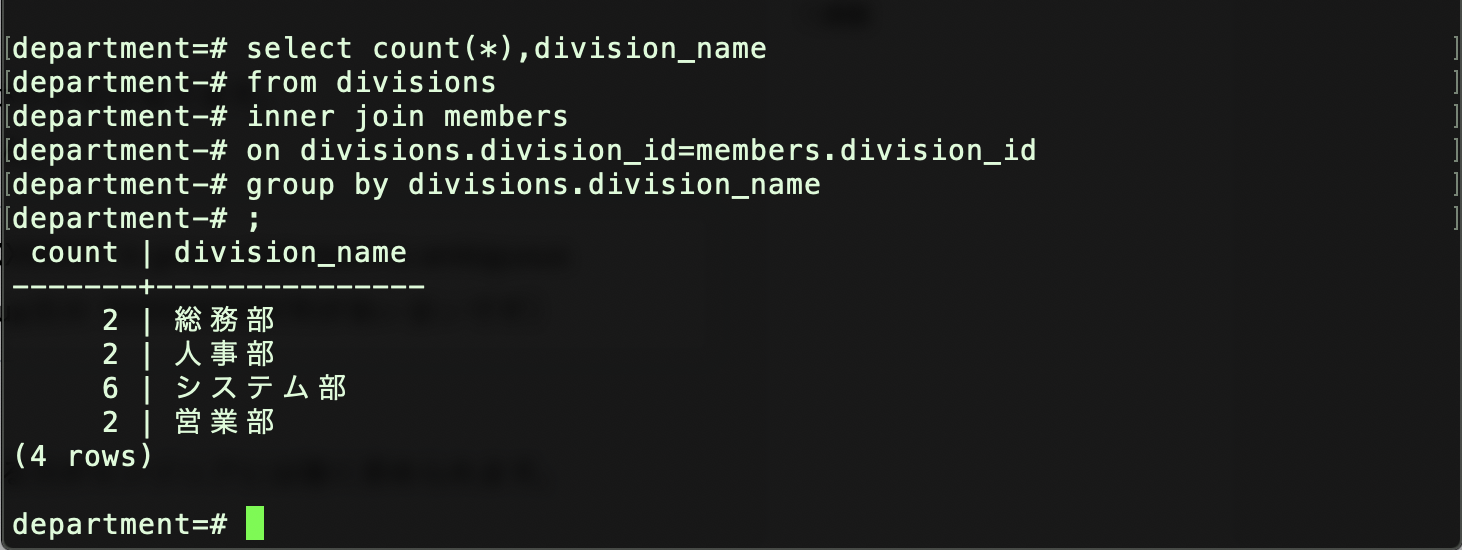 department=# select count(*),division_name
department-# from divisions
department-# inner join members
department-# on divisions.division_id=members.division_id
department-# group by divisions.division_name
department-# ;
 count | division_name
-------+---------------
     2 | 総務部
     2 | 人事部
     6 | システム部
     2 | 営業部
(4 rows)
department=#